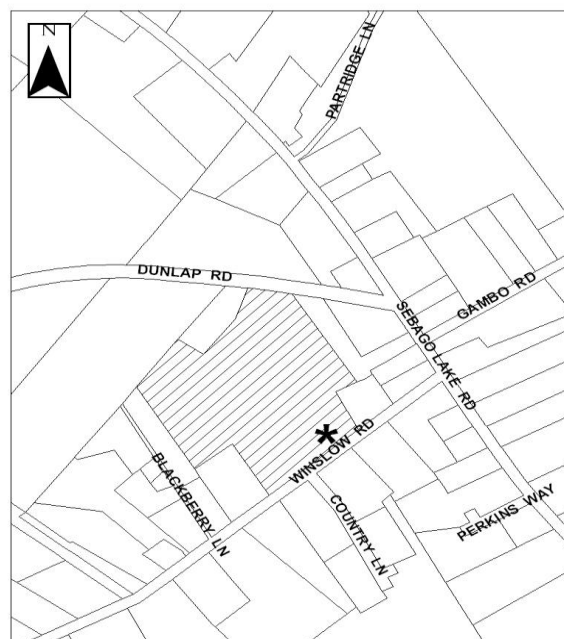 Z
PARTRIDGE LN
DUNLAP RD
GAMBO RD
SEBAGO LAKE RD
*
WINSLOW RD
BLACKBERRY LN
COUNTRY LN
PERKINS WAY